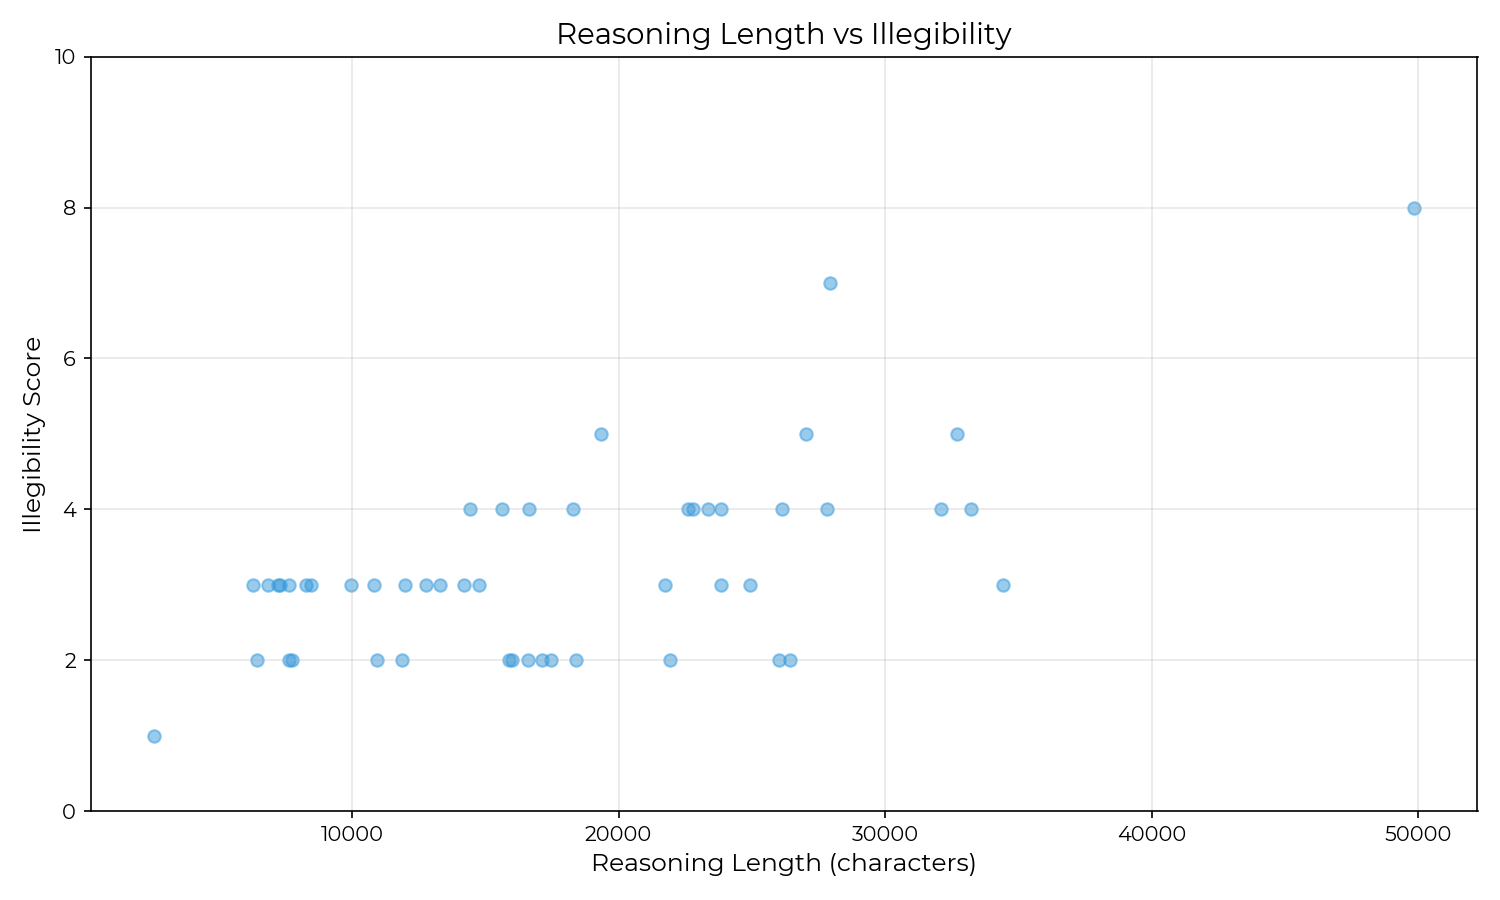 Reasoning Length vs Illegibility
10
8
6
4
2
0
Illegibility Score
10000 20000 30000 40000 50000
Reasoning Length (characters)